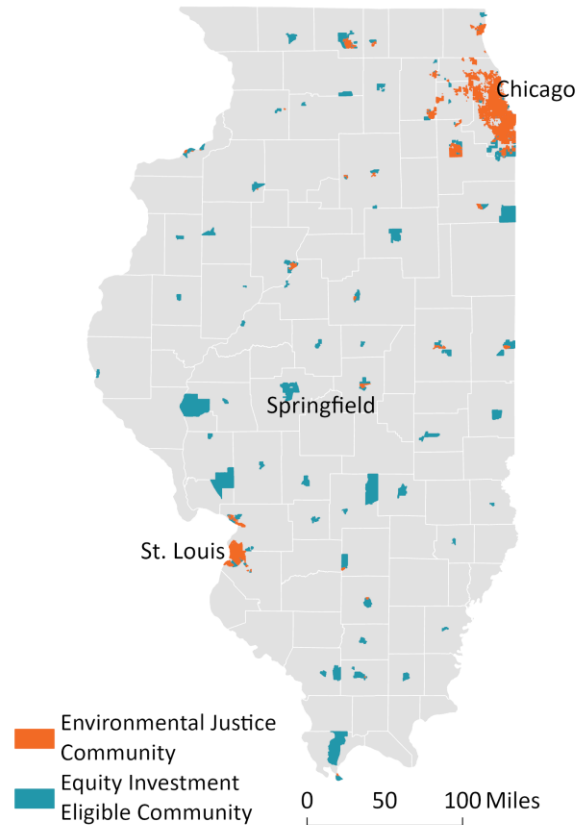 Chicago
Springfield
St. Louis
Environmental Justice
Community
Equity Investment
Eligible Community
0 50 100 Miles